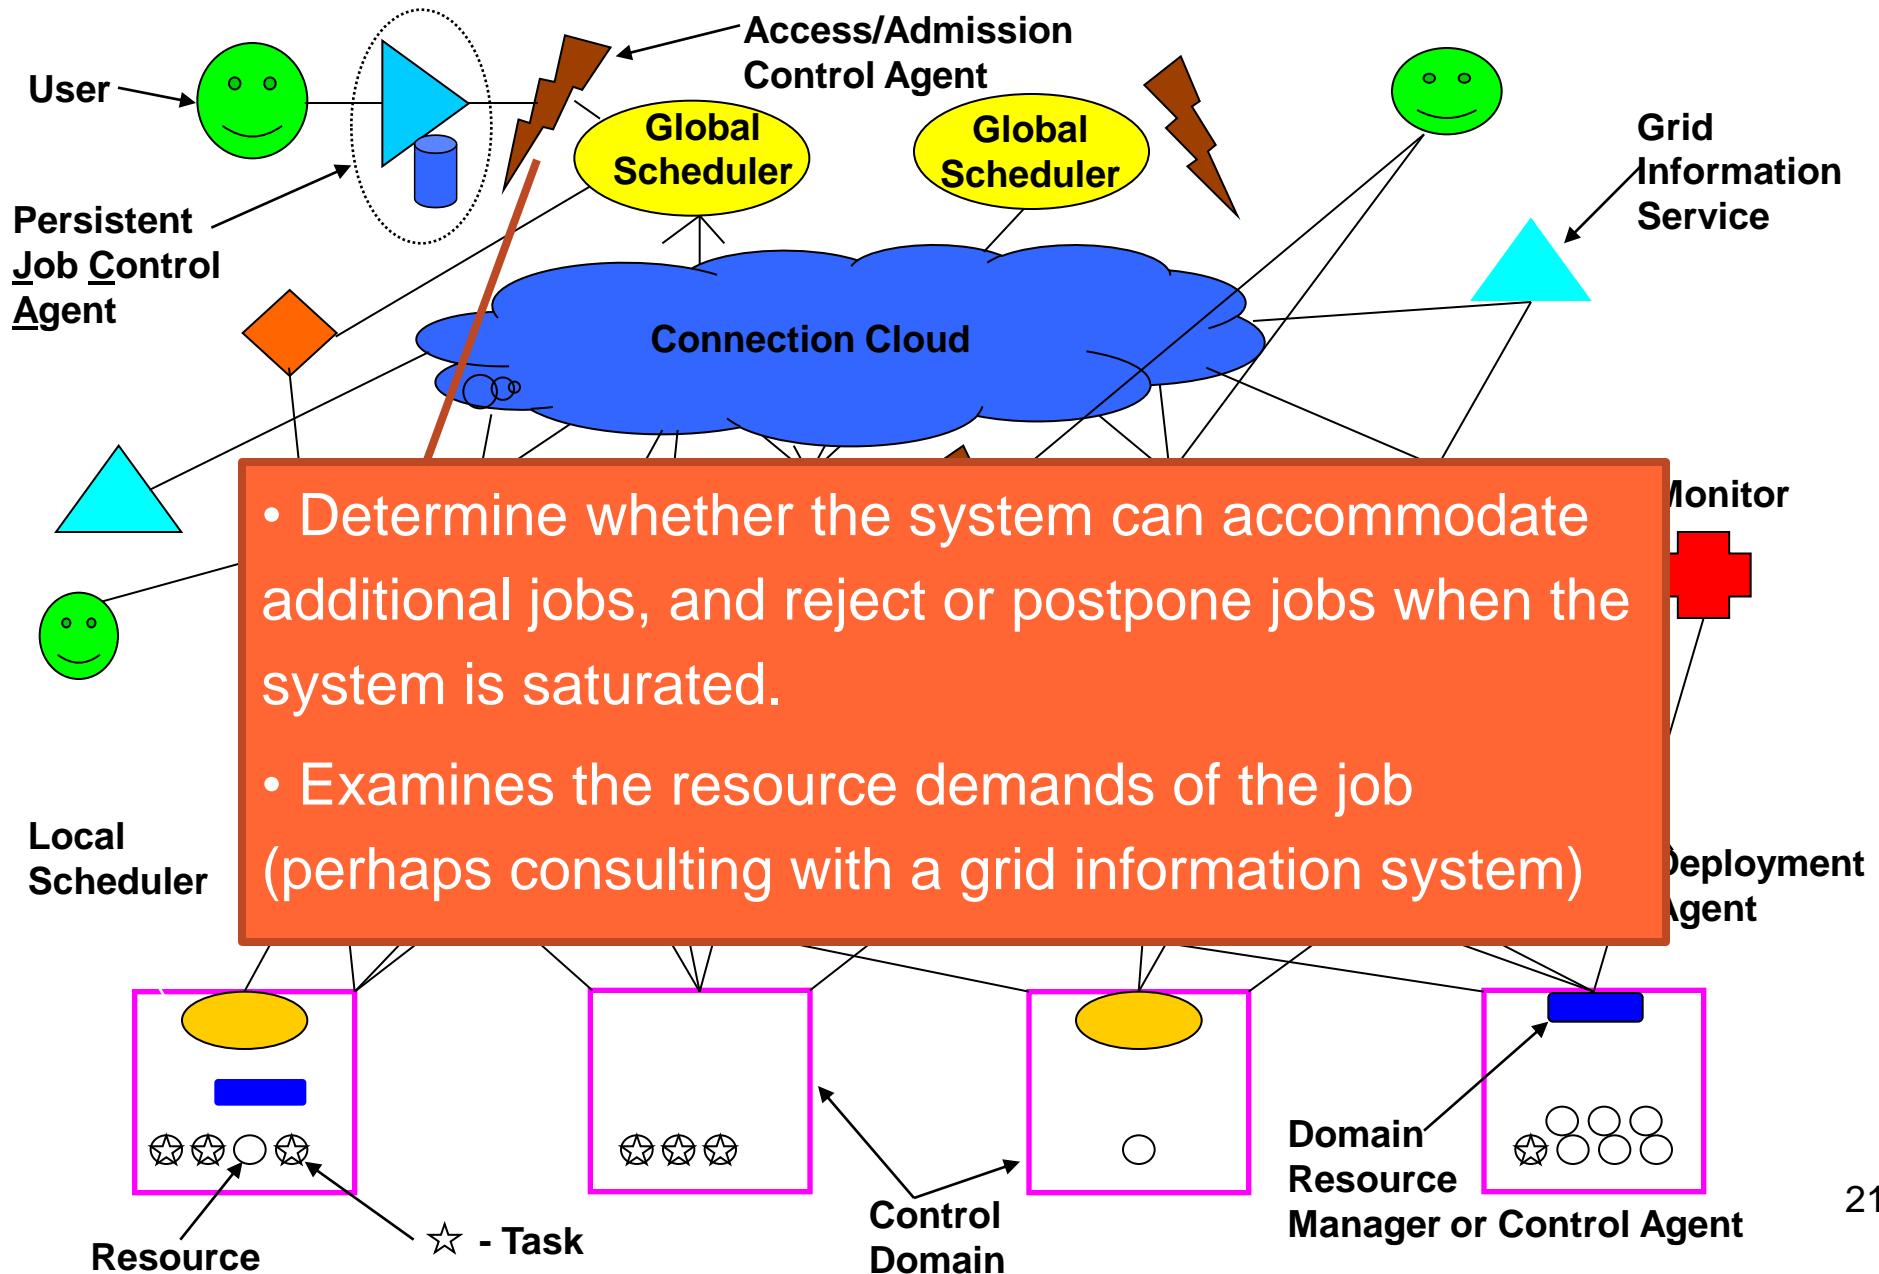 Access/Admission
Control Agent
User
Global
Scheduler
Global
Scheduler
Grid
Information
Service
Persistent
Job Control
Agent
Connection Cloud
Monitor
• Determine whether the system can accommodate
additional jobs, and reject or postpone jobs when the
system is saturated.
• Examines the resource demands of the job
(perhaps consulting with a grid information system)
Local
Scheduler
Deployment
Agent
Domain
Resource
Manager or Control Agent
Control
Domain
- Task
Resource
21